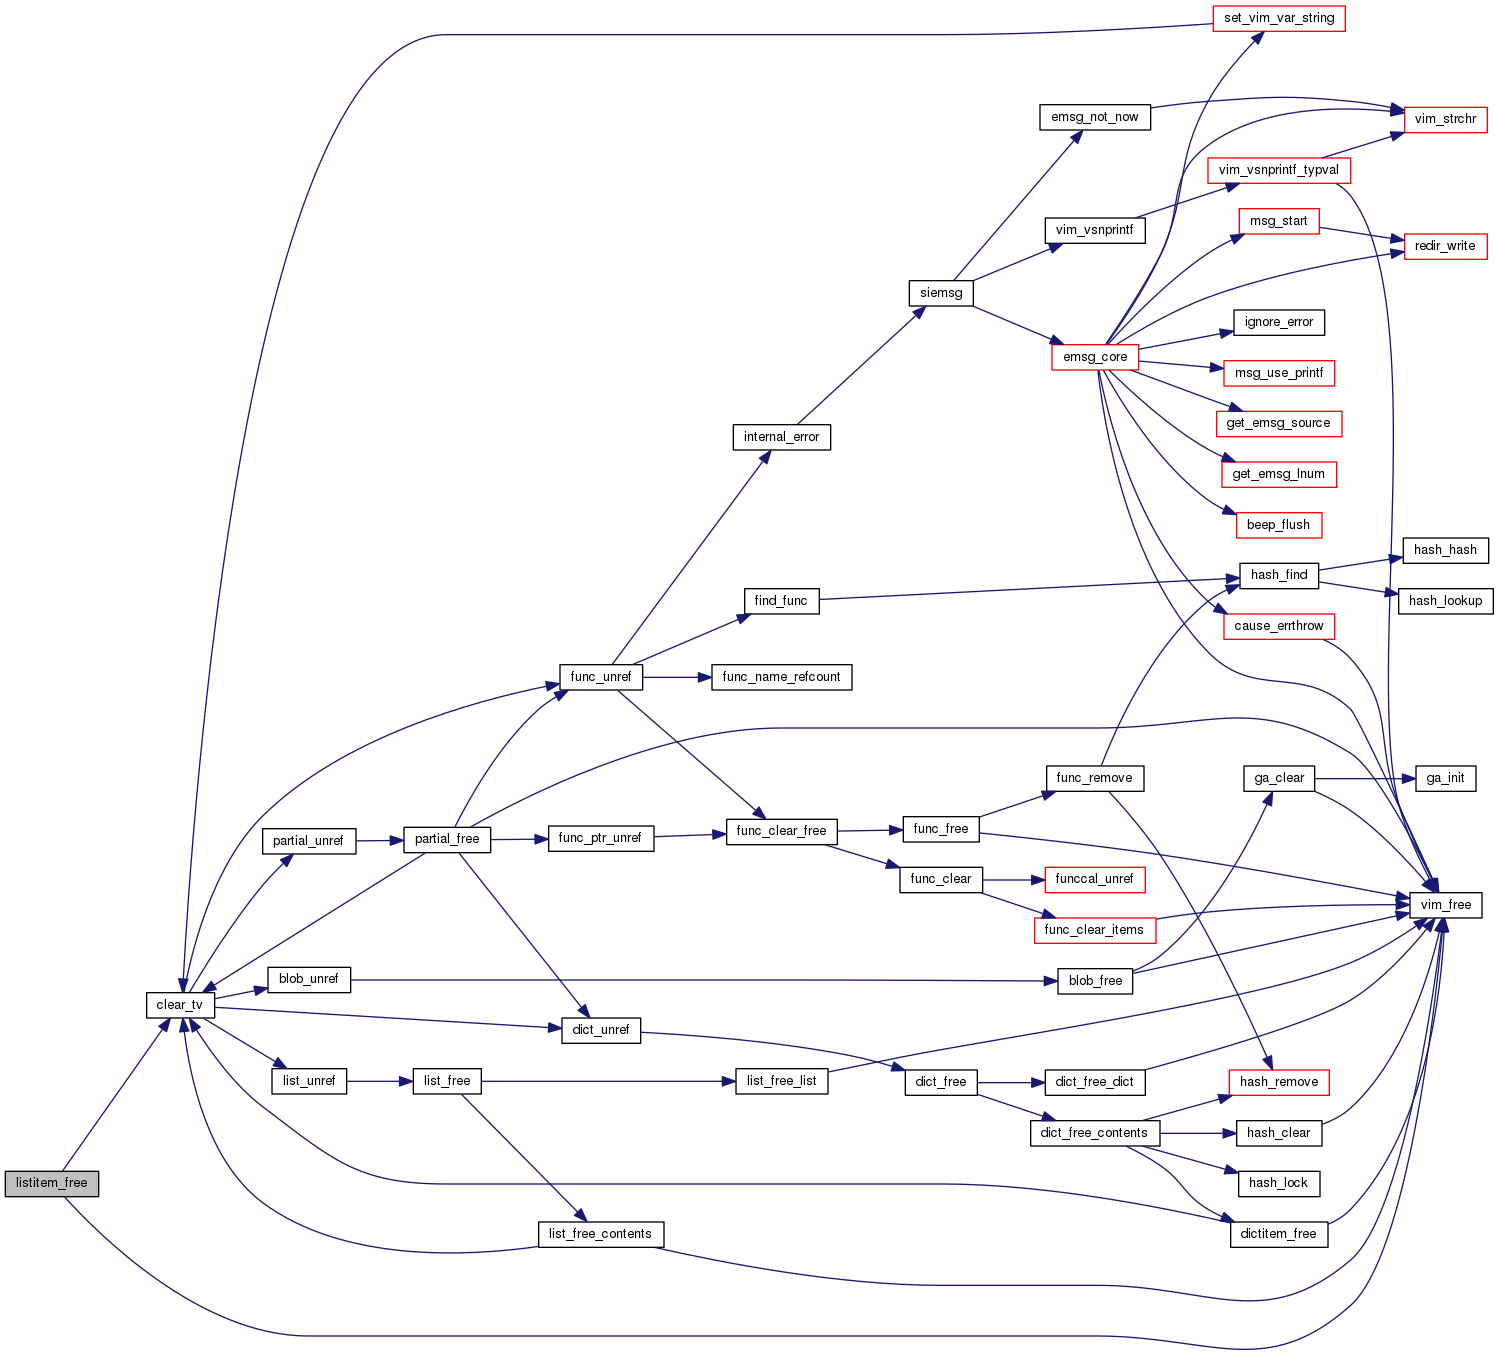 set_vim_var_string
emsg_not_now
vim_strchr
vim_vsnprintf_typval
msg_start
vim_vsnprintf
redir_write
siemsg
ignore_error
emsg_core
msg_use_printf
get_emsg_source
internal_error
get_emsg_lnum
beep_flush
hash_hash
hash_find
find_func
hash_lookup
cause_errthrow
func_unref
func_name_refcount
func_remove
ga_clear
ga_init
partial_unref
partial_free
func_ptr_unref
func_clear_free
func_free
func_clear
funccal_unref
vim_free
func_clear_items
blob_unref
blob_free
clear_tv
dict_unref
list_unref
list_free
list_free_list
dict_free
dict_free_dict
hash_remove
dict_free_contents
hash_clear
listitem_free
hash_lock
list_free_contents
dictitem_free